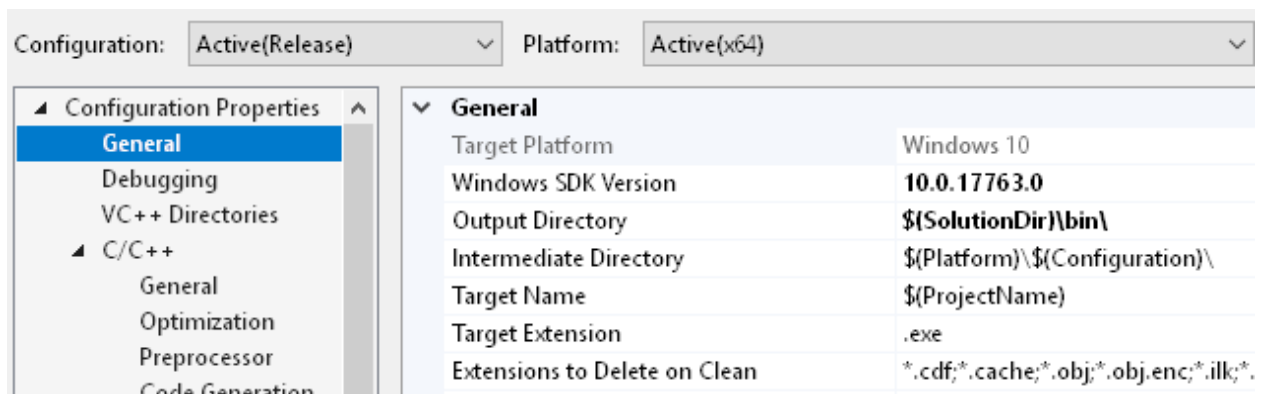 Configuration: Active(Release) Platform: Active(x64)
Configuration Properties
General
Debugging
VC++ Directories
C/C++
General
Optimization
Preprocessor
Code Generation
General
Target Platform Windows 10
Windows SDK Version 10.0.17763.0
Output Directory $(SolutionDir)\bin\
Intermediate Directory $(Platform)\$(Configuration)\
Target Name $(ProjectName)
Target Extension .exe
Extensions to Delete on Clean *.cdf;*.cache;*.obj;*.obj.enc;*.ilk;*.